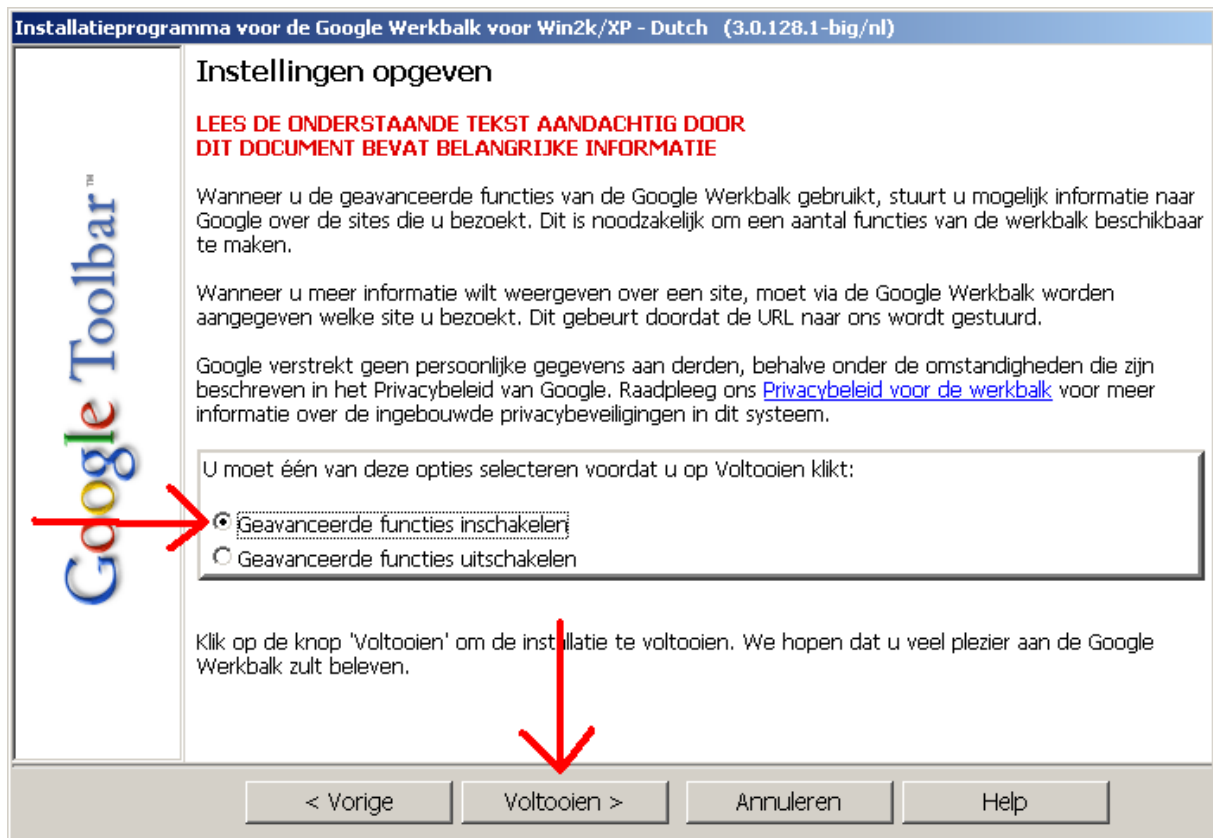 Installatieprogramma voor de Google Werkbalk voor Win2k/XP - Dutch (3.0.128.1-big/nl)
Google Toolbar™
Instellingen opgeven
LEES DE ONDERSTAANDE TEKST AANDACHTIG DOOR
DIT DOCUMENT BEVAT BELANGRIJKE INFORMATIE
Wanneer u de geavanceerde functies van de Google Werkbalk gebruikt, stuurt u mogelijk informatie naar
Google over de sites die u bezoekt. Dit is noodzakelijk om een aantal functies van de werkbalk beschikbaar
te maken.
Wanneer u meer informatie wilt weergeven over een site, moet via de Google Werkbalk worden
aangegeven welke site u bezoekt. Dit gebeurt doordat de URL naar ons wordt gestuurd.
Google verstrekt geen persoonlijke gegevens aan derden, behalve onder de omstandigheden die zijn
beschreven in het Privacybeleid van Google. Raadpleeg ons Privacybeleid voor de werkbalk voor meer
informatie over de ingebouwde privacybeveiligingen in dit systeem.
U moet één van deze opties selecteren voordat u op Voltooien klikt:
Geavanceerde functies inschakelen
Geavanceerde functies uitschakelen
Klik op de knop 'Voltooien' om de installatie te voltooien. We hopen dat u veel plezier aan de Google
Werkbalk zult beleven.
< Vorige
Voltooien >
Annuleren
Help